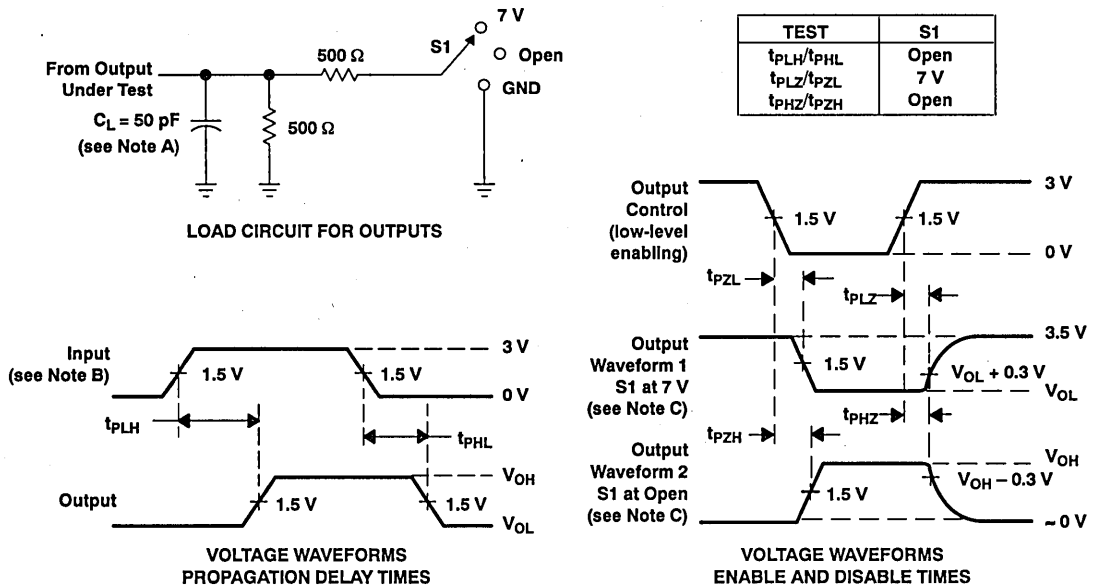 7 V
S1
Open
GND
500 Ω
From Output
Under Test
C_L = 50 pF
(see Note A)
500 Ω
LOAD CIRCUIT FOR OUTPUTS
TEST S1
t_PLH/t_PHL Open
t_PLZ/t_PZL 7 V
t_PHZ/t_PZH Open
Input
(see Note B)
1.5 V
1.5 V
3 V
0 V
t_PLH
t_PHL
Output
1.5 V
1.5 V
V_OH
V_OL
VOLTAGE WAVEFORMS
PROPAGATION DELAY TIMES
Output
Control
(low-level
enabling)
1.5 V
1.5 V
3 V
0 V
t_PZL
t_PLZ
Output
Waveform 1
S1 at 7 V
(see Note C)
1.5 V
3.5 V
V_OL + 0.3 V
V_OL
t_PZH
t_PHZ
Output
Waveform 2
S1 at Open
(see Note C)
1.5 V
V_OH
V_OH – 0.3 V
~ 0 V
VOLTAGE WAVEFORMS
ENABLE AND DISABLE TIMES